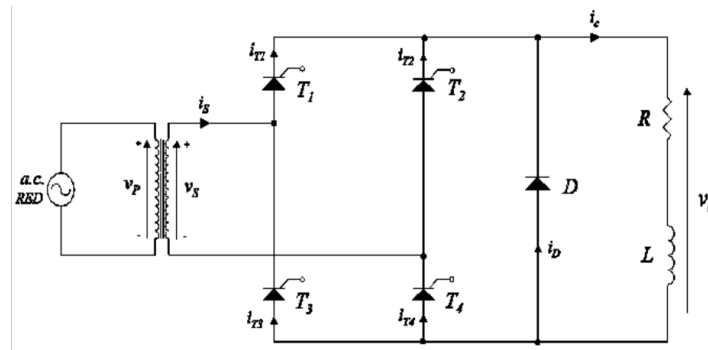 i_c
i_T1
i_T2
T_1
T_2
i_S
R
+
+
a.c.
RED
v_P
v_S
D
v
-
-
i_D
L
T_3
T_4
i_T3
i_T4